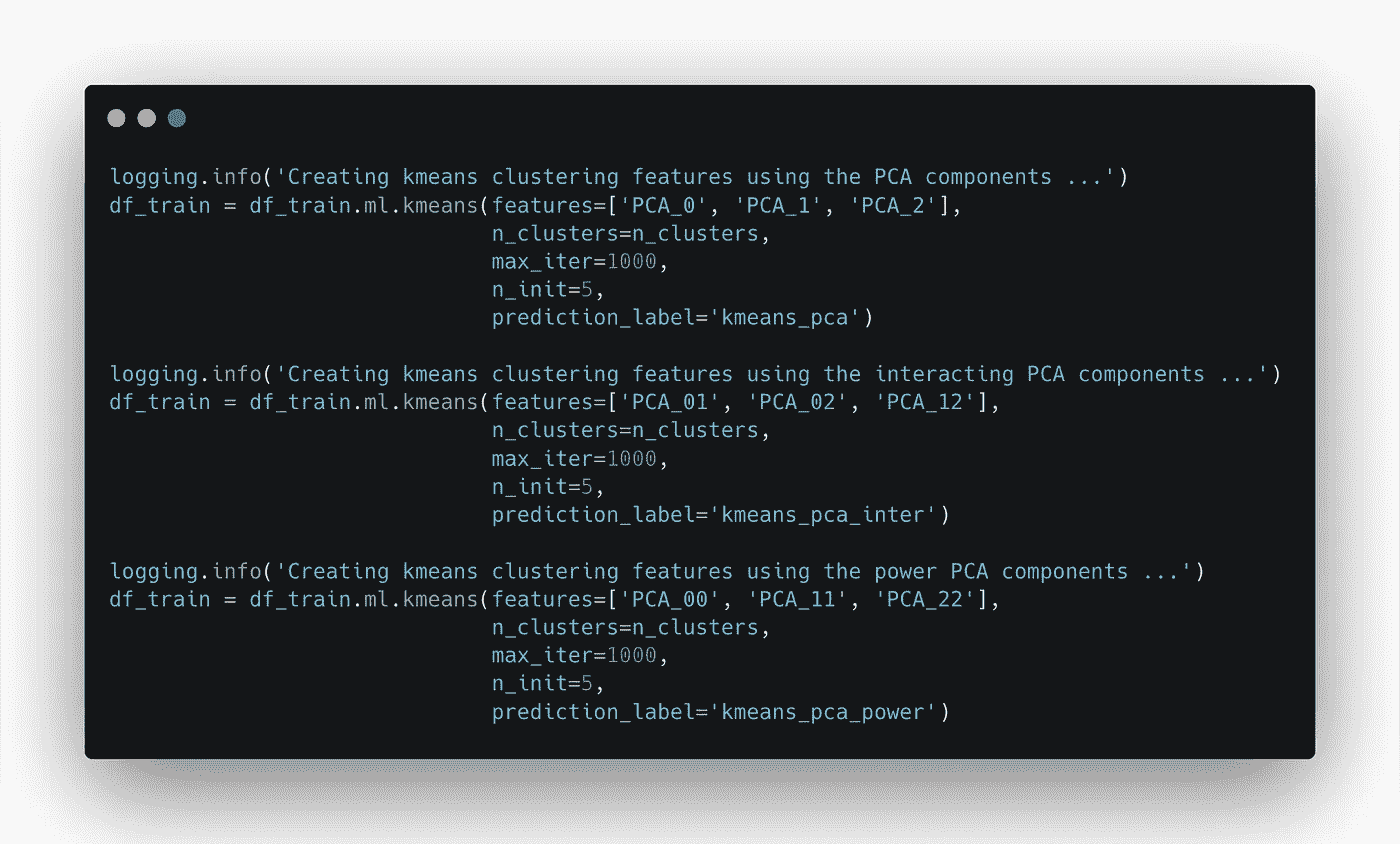 logging.info('Creating kmeans clustering features using the PCA components ...')
df_train = df_train.ml.kmeans(features=['PCA_0', 'PCA_1', 'PCA_2'],
n_clusters=n_clusters,
max_iter=1000,
n_init=5,
prediction_label='kmeans_pca')
logging.info('Creating kmeans clustering features using the interacting PCA components ...')
df_train = df_train.ml.kmeans(features=['PCA_01', 'PCA_02', 'PCA_12'],
n_clusters=n_clusters,
max_iter=1000,
n_init=5,
prediction_label='kmeans_pca_inter')
logging.info('Creating kmeans clustering features using the power PCA components ...')
df_train = df_train.ml.kmeans(features=['PCA_00', 'PCA_11', 'PCA_22'],
n_clusters=n_clusters,
max_iter=1000,
n_init=5,
prediction_label='kmeans_pca_power')